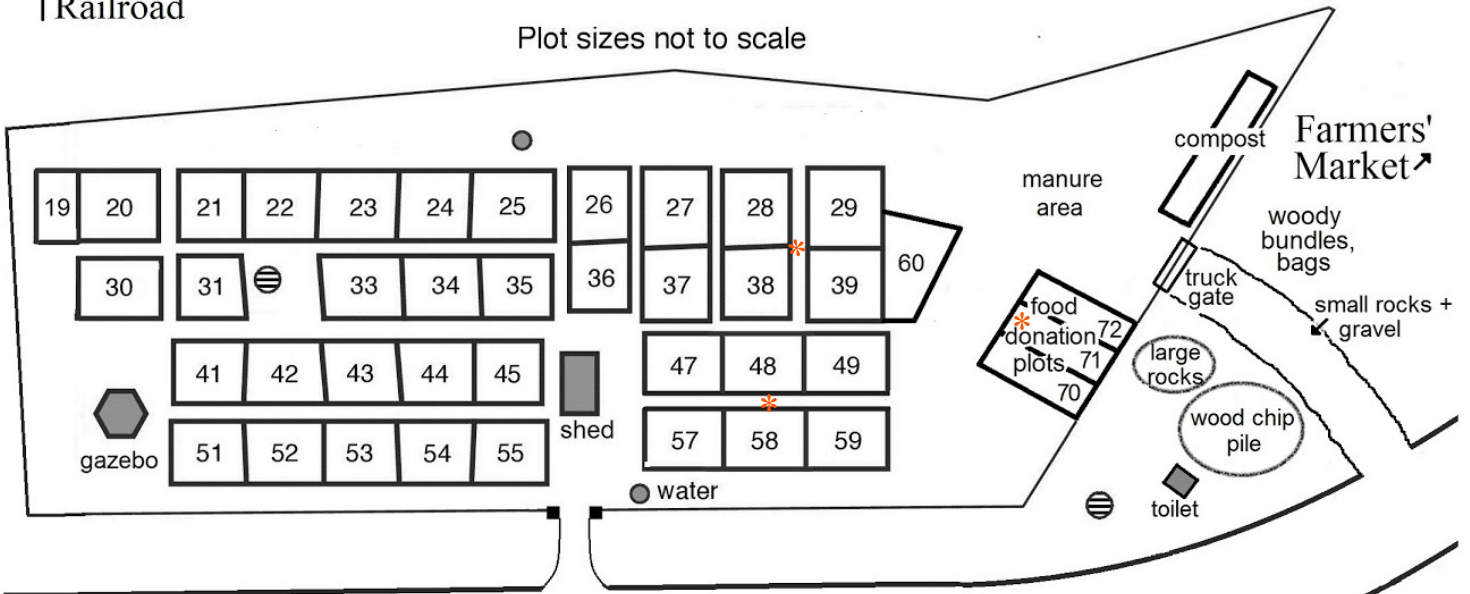 Railroad
Plot sizes not to scale
compost
Farmers'
Market
manure
area
woody
bundles,
bags
19 20 21 22 23 24 25 26 27 28 29
* 
60
30 31 33 34 35 36 37 38 39
truck
gate
small rocks +
gravel
food
* donation
plots
72
71
70
large
rocks
41 42 43 44 45 47 48 49
shed
*
wood chip
pile
gazebo
51 52 53 54 55 57 58 59
water
toilet